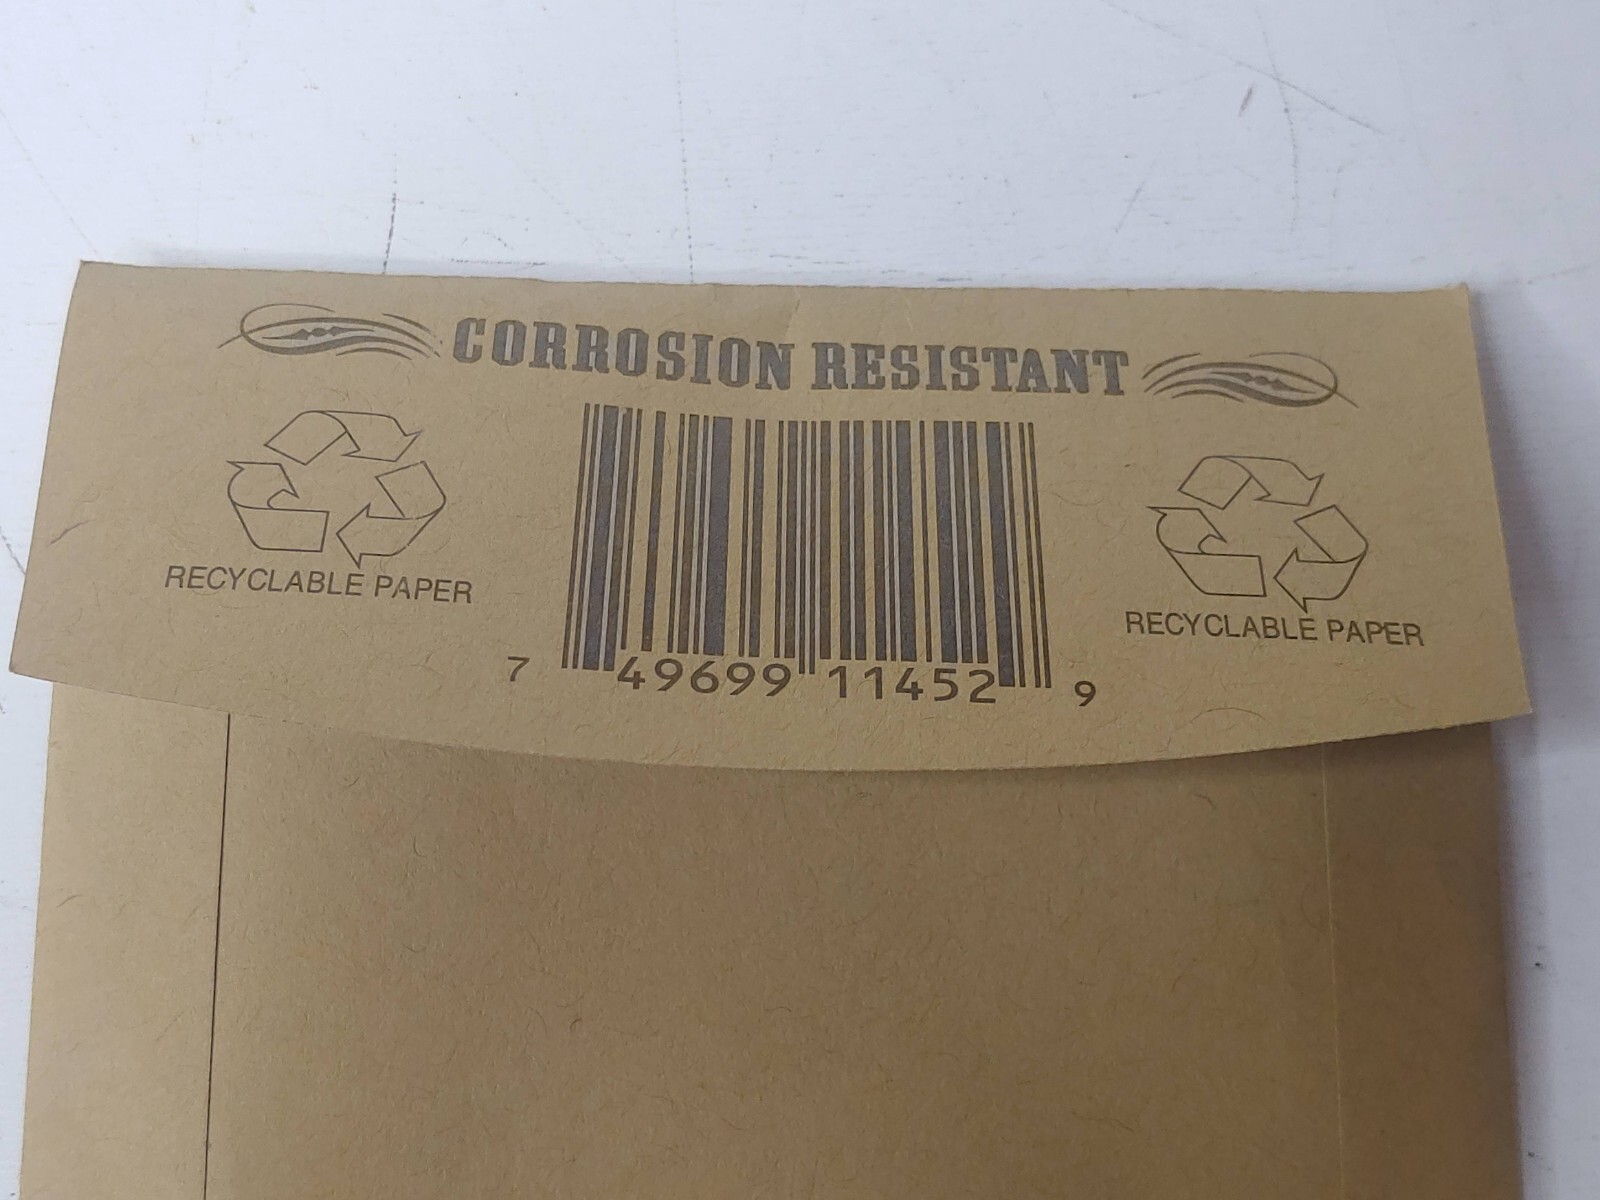 CORROSION RESISTANT
RECYCLABLE PAPER
RECYCLABLE PAPER
7 49699 11452 9